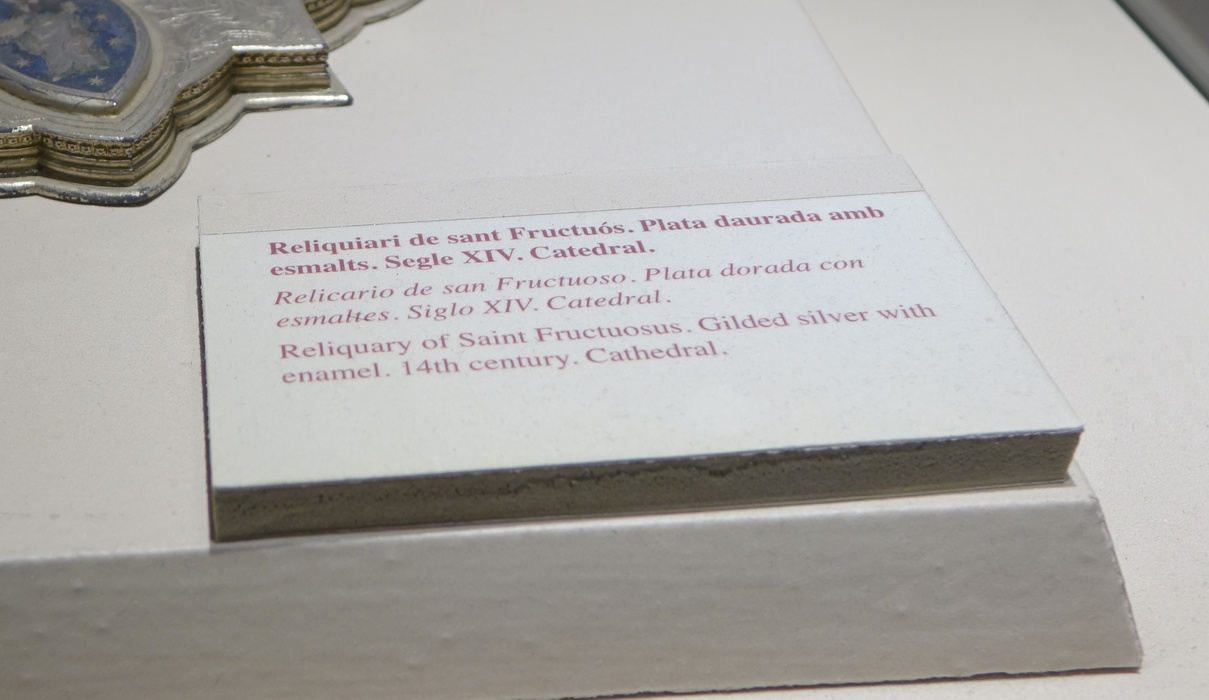 Reliquiari de sant Fructuós. Plata daurada amb
esmalts. Segle XIV. Catedral.
Relicario de san Fructuoso. Plata dorada con
esmaltes. Siglo XIV. Catedral.
Reliquary of Saint Fructuosus. Gilded silver with
enamel. 14th century. Cathedral.